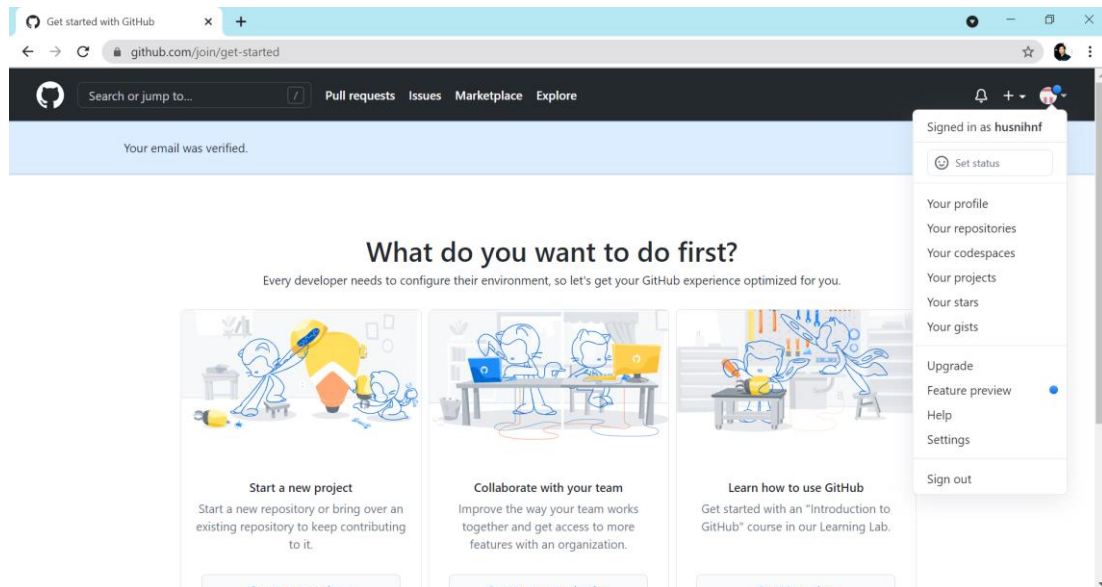 Get started with GitHub
github.com/join/get-started
Search or jump to...
/
Pull requests Issues Marketplace Explore
Your email was verified.
Signed in as husnihnf
Set status
Your profile
Your repositories
Your codespaces
Your projects
Your stars
Your gists
Upgrade
Feature preview
Help
Settings
Sign out
What do you want to do first?
Every developer needs to configure their environment, so let's get your GitHub experience optimized for you.
Start a new project
Start a new repository or bring over an
existing repository to keep contributing
to it.
Collaborate with your team
Improve the way your team works
together and get access to more
features with an organization.
Learn how to use GitHub
Get started with an "Introduction to
GitHub" course in our Learning Lab.